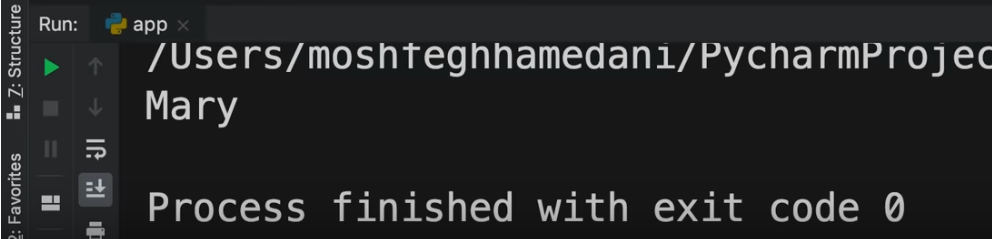 Run: app
/Users/moshfeghhamedani/PycharmProjec
Mary
Process finished with exit code 0
7: Structure
2: Favorites